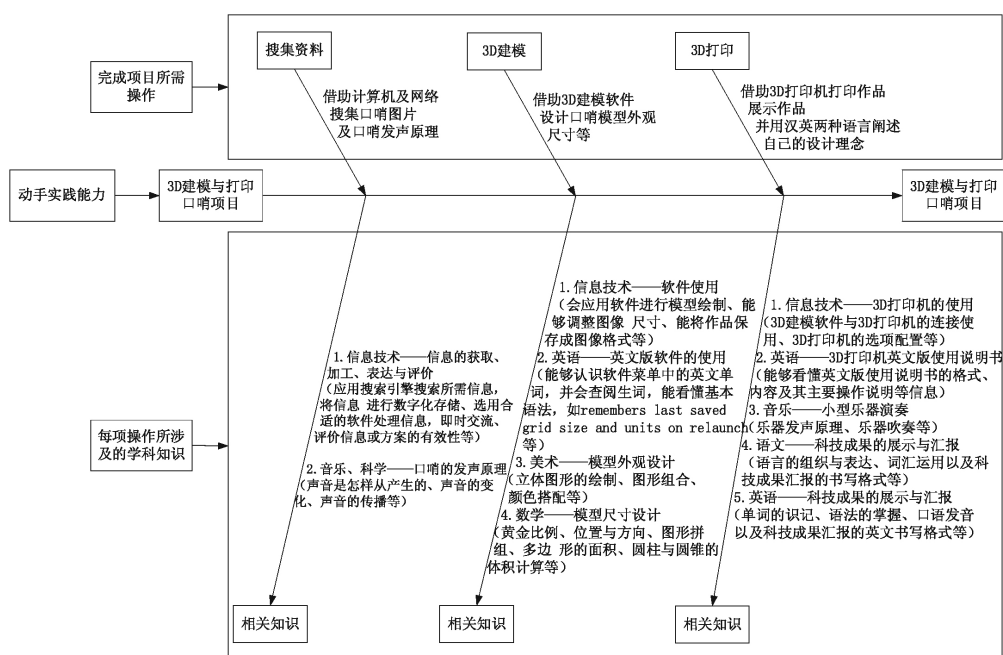 搜集资料
3D建模
3D打印
完成项目所需
操作
借助计算机及网络
搜集口哨图片
及口哨发声原理
借助3D建模软件
设计口哨模型外观
尺寸等
借助3D打印机打印作品
展示作品
并用汉英两种语言阐述
自己的设计理念
动手实践能力
3D建模与打印
口哨项目
3D建模与打印
口哨项目
每项操作所涉
及的学科知识
1.信息技术——信息的获取、
加工、表达与评价
(应用搜索引擎搜索所需信息,
将信息 进行数字化存储、选用合
适的软件处理信息，即时交流、
评价信息或方案的有效性等)
2.音乐、科学——口哨的发声原理
(声音是怎样从产生的、声音的变
化、声音的传播等)
1.信息技术——软件使用
(会应用软件进行模型绘制、能
够调整图像 尺寸、能将作品保
存成图像格式等)
2.英语——英文版软件的使用
(能够认识软件菜单中的英文单
词，并会查阅生词，能看懂基本
语法，如remembers last saved
grid size and units on relaunch
等)
3.美术——模型外观设计
(立体图形的绘制、图形组合、
颜色搭配等)
4.数学——模型尺寸设计
(黄金比例、位置与方向、图形拼
组、多边 形的面积、圆柱与圆锥的
体积计算等)
1.信息技术——3D打印机的使用
(3D建模软件与3D打印机的连接使
用、3D打印机的选项配置等)
2.英语——3D打印机英文版使用说明书
(能够看懂英文版使用说明书的格式、
内容及其主要操作说明等信息)
3.音乐——小型乐器演奏
(乐器发声原理、乐器吹奏等)
4.语文——科技成果的展示与汇报
(语言的组织与表达、词汇运用以及科
技成果汇报的书写格式等)
5.英语——科技成果的展示与汇报
(单词的识记、语法的掌握、口语发音
以及科技成果汇报的英文书写格式等)
相关知识
相关知识
相关知识